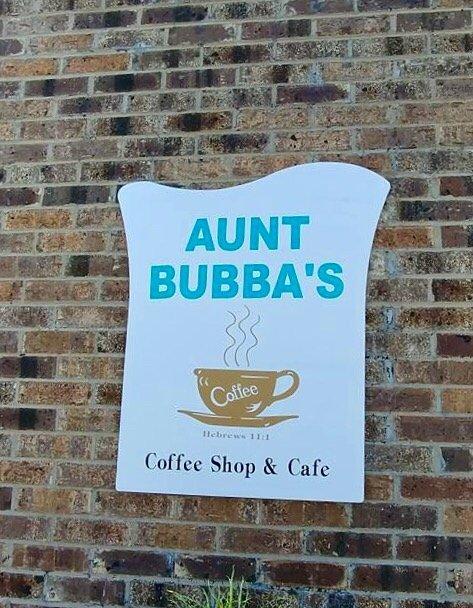 AUNT
BUBBA'S
Coffee
Hebrews 11:1
Coffee Shop & Cafe